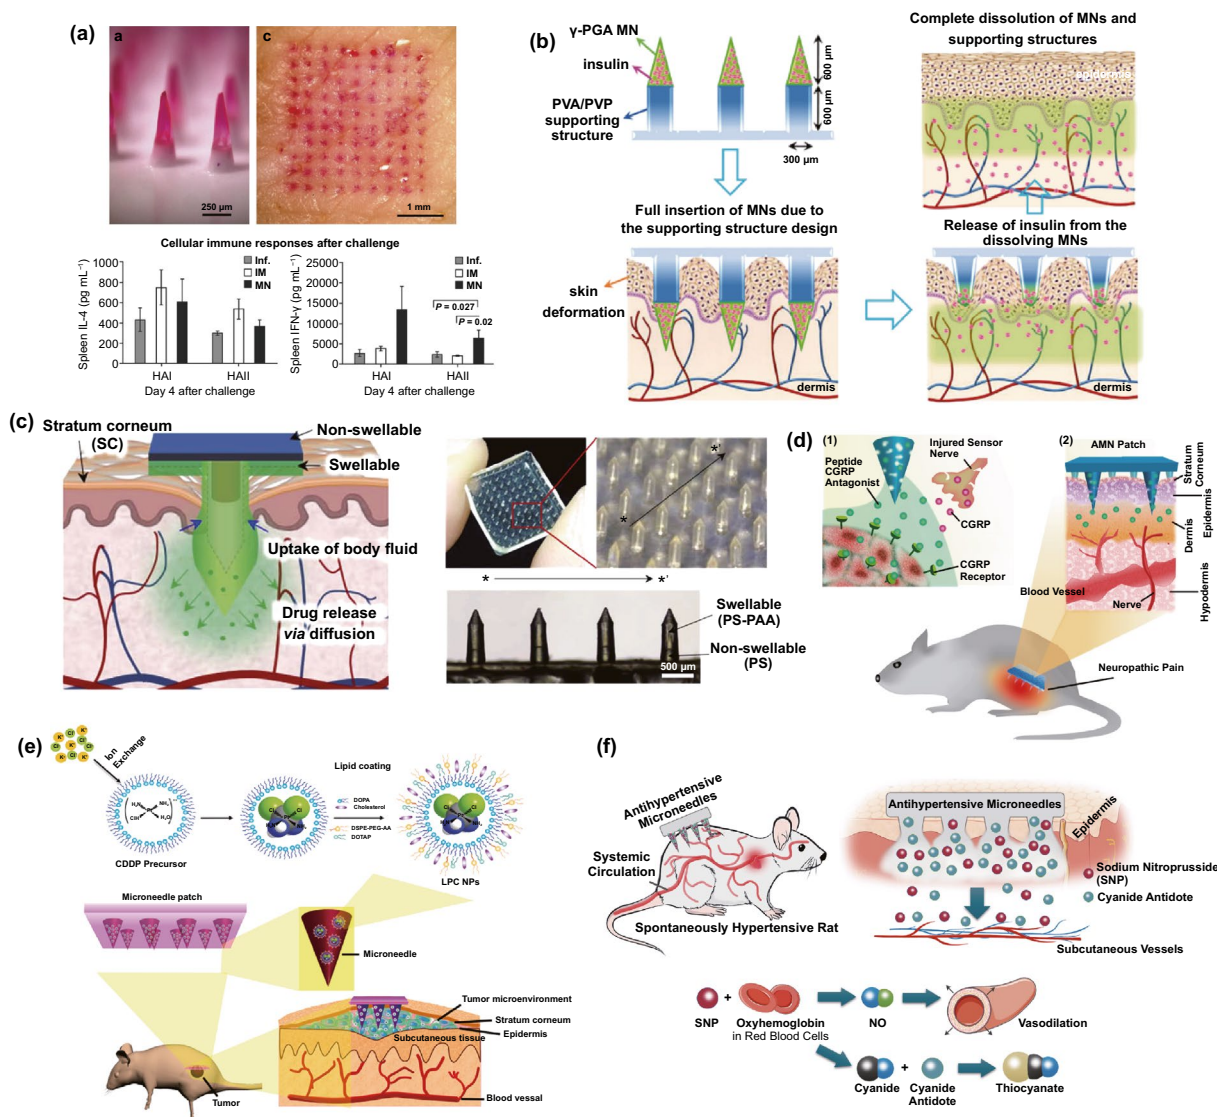 (a)
a
c
250 µm
1 mm
Cellular immune responses after challenge
Spleen IL-4 (pg mL⁻¹)
1000
800
600
400
200
0
Inf.
IM
MN
HAI
HAII
Day 4 after challenge
Spleen IFN-γ (pg mL⁻¹)
25000
20000
15000
10000
5000
0
Inf.
IM
MN
P = 0.027
P = 0.02
HAI
HAII
Day 4 after challenge
(b)
γ-PGA MN
insulin
PVA/PVP
supporting
structure
600 µm
600 µm
300 µm
Full insertion of MNs due to
the supporting structure design
skin
deformation
dermis
Complete dissolution of MNs and
supporting structures
epidermis
Release of insulin from the
dissolving MNs
dermis
(c)
Stratum corneum
(SC)
Non-swellable
Swellable
Uptake of body fluid
Drug release
via diffusion
*
*'
*
*'
Swellable
(PS-PAA)
Non-swellable
(PS)
500 µm
(d)
(1)
Peptide
CGRP
Antagonist
Injured Sensor
Nerve
CGRP
CGRP
Receptor
(2)
AMN Patch
Stratum
Corneum
Epidermis
Dermis
Hypodermis
Blood Vessel
Nerve
Neuropathic Pain
(e)
K⁺
Cl⁻
Ion
Exchange
H₃N
NH₃
Pt
H₂O
CDDP Precursor
Lipid coating
DOPA
Cholesterol
DSPE-PEG-AA
DOTAP
LPC NPs
Microneedle patch
Microneedle
Tumor microenvironment
Stratum corneum
Epidermis
Subcutaneous tissue
Blood vessal
Tumor
(f)
Antihypertensive
Microneedles
Systemic
Circulation
Spontaneously Hypertensive Rat
Antihypertensive Microneedles
Epidermis
Sodium Nitroprusside
(SNP)
Cyanide Antidote
Subcutaneous Vessels
SNP
+
Oxyhemoglobin
in Red Blood Cells
NO
Vasodilation
Cyanide
+
Cyanide
Antidote
Thiocyanate